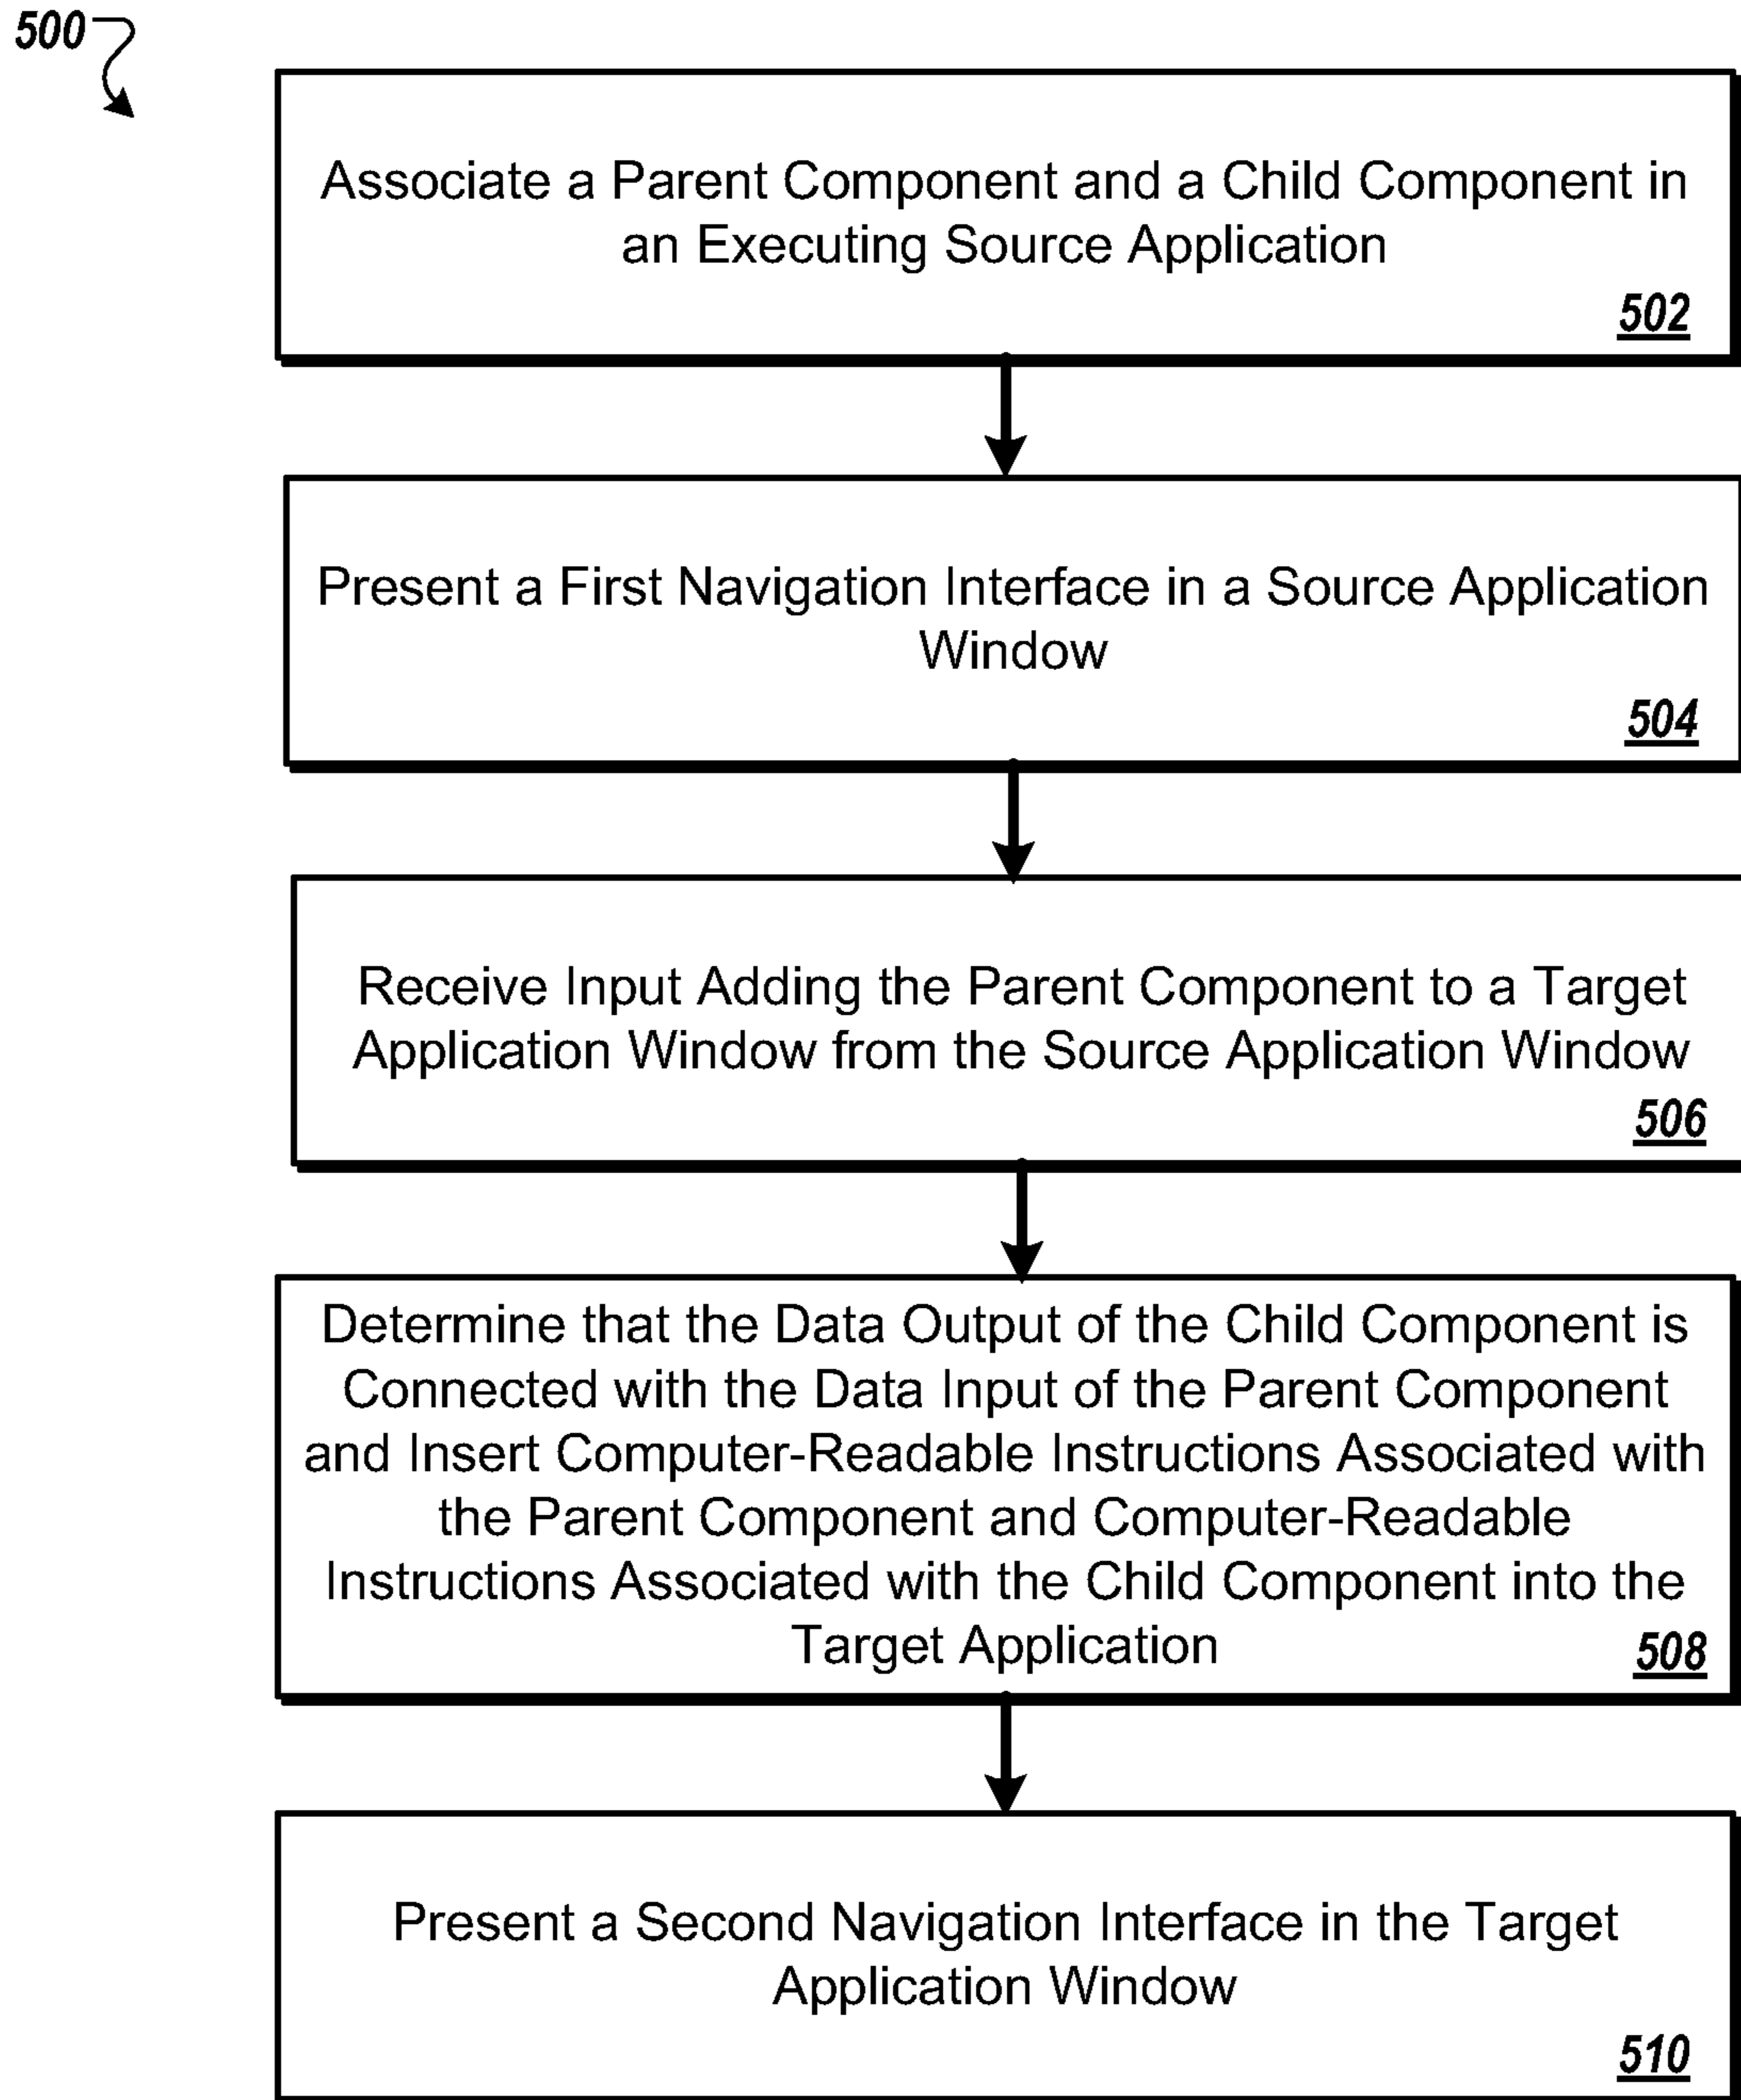 500
Associate a Parent Component and a Child Component in
an Executing Source Application
502
Present a First Navigation Interface in a Source Application
Window
504
Receive Input Adding the Parent Component to a Target
Application Window from the Source Application Window
506
Determine that the Data Output of the Child Component is
Connected with the Data Input of the Parent Component
and Insert Computer-Readable Instructions Associated with
the Parent Component and Computer-Readable
Instructions Associated with the Child Component into the
Target Application
508
Present a Second Navigation Interface in the Target
Application Window
510